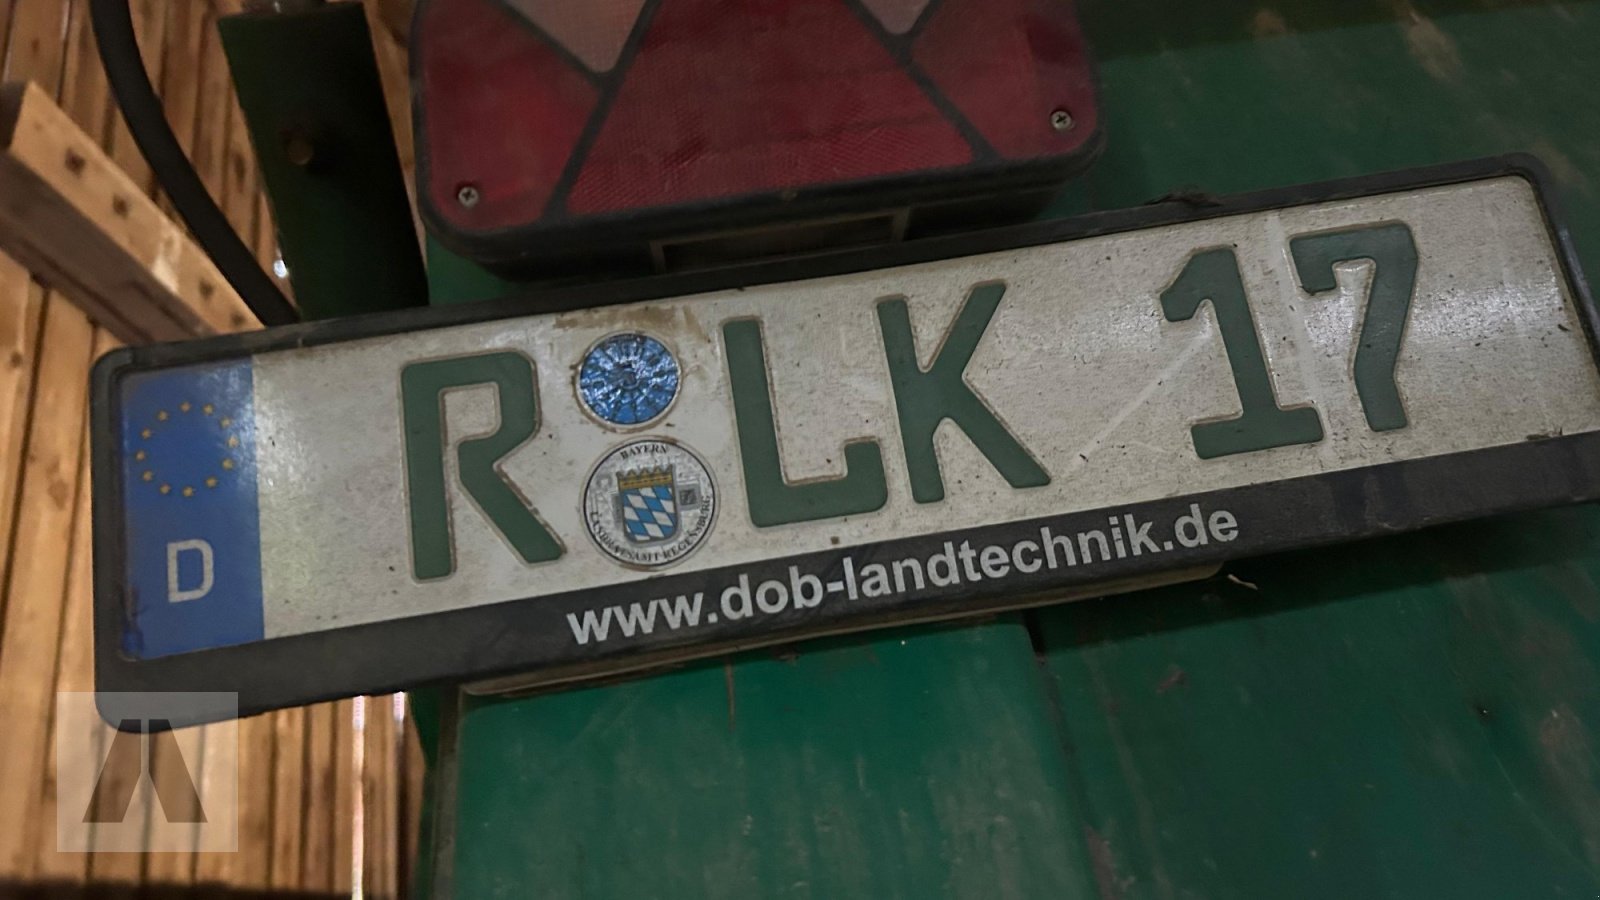 D R LK 17
BAYERN
LANDRATSAMT REGENSBURG
www.dob-landtechnik.de